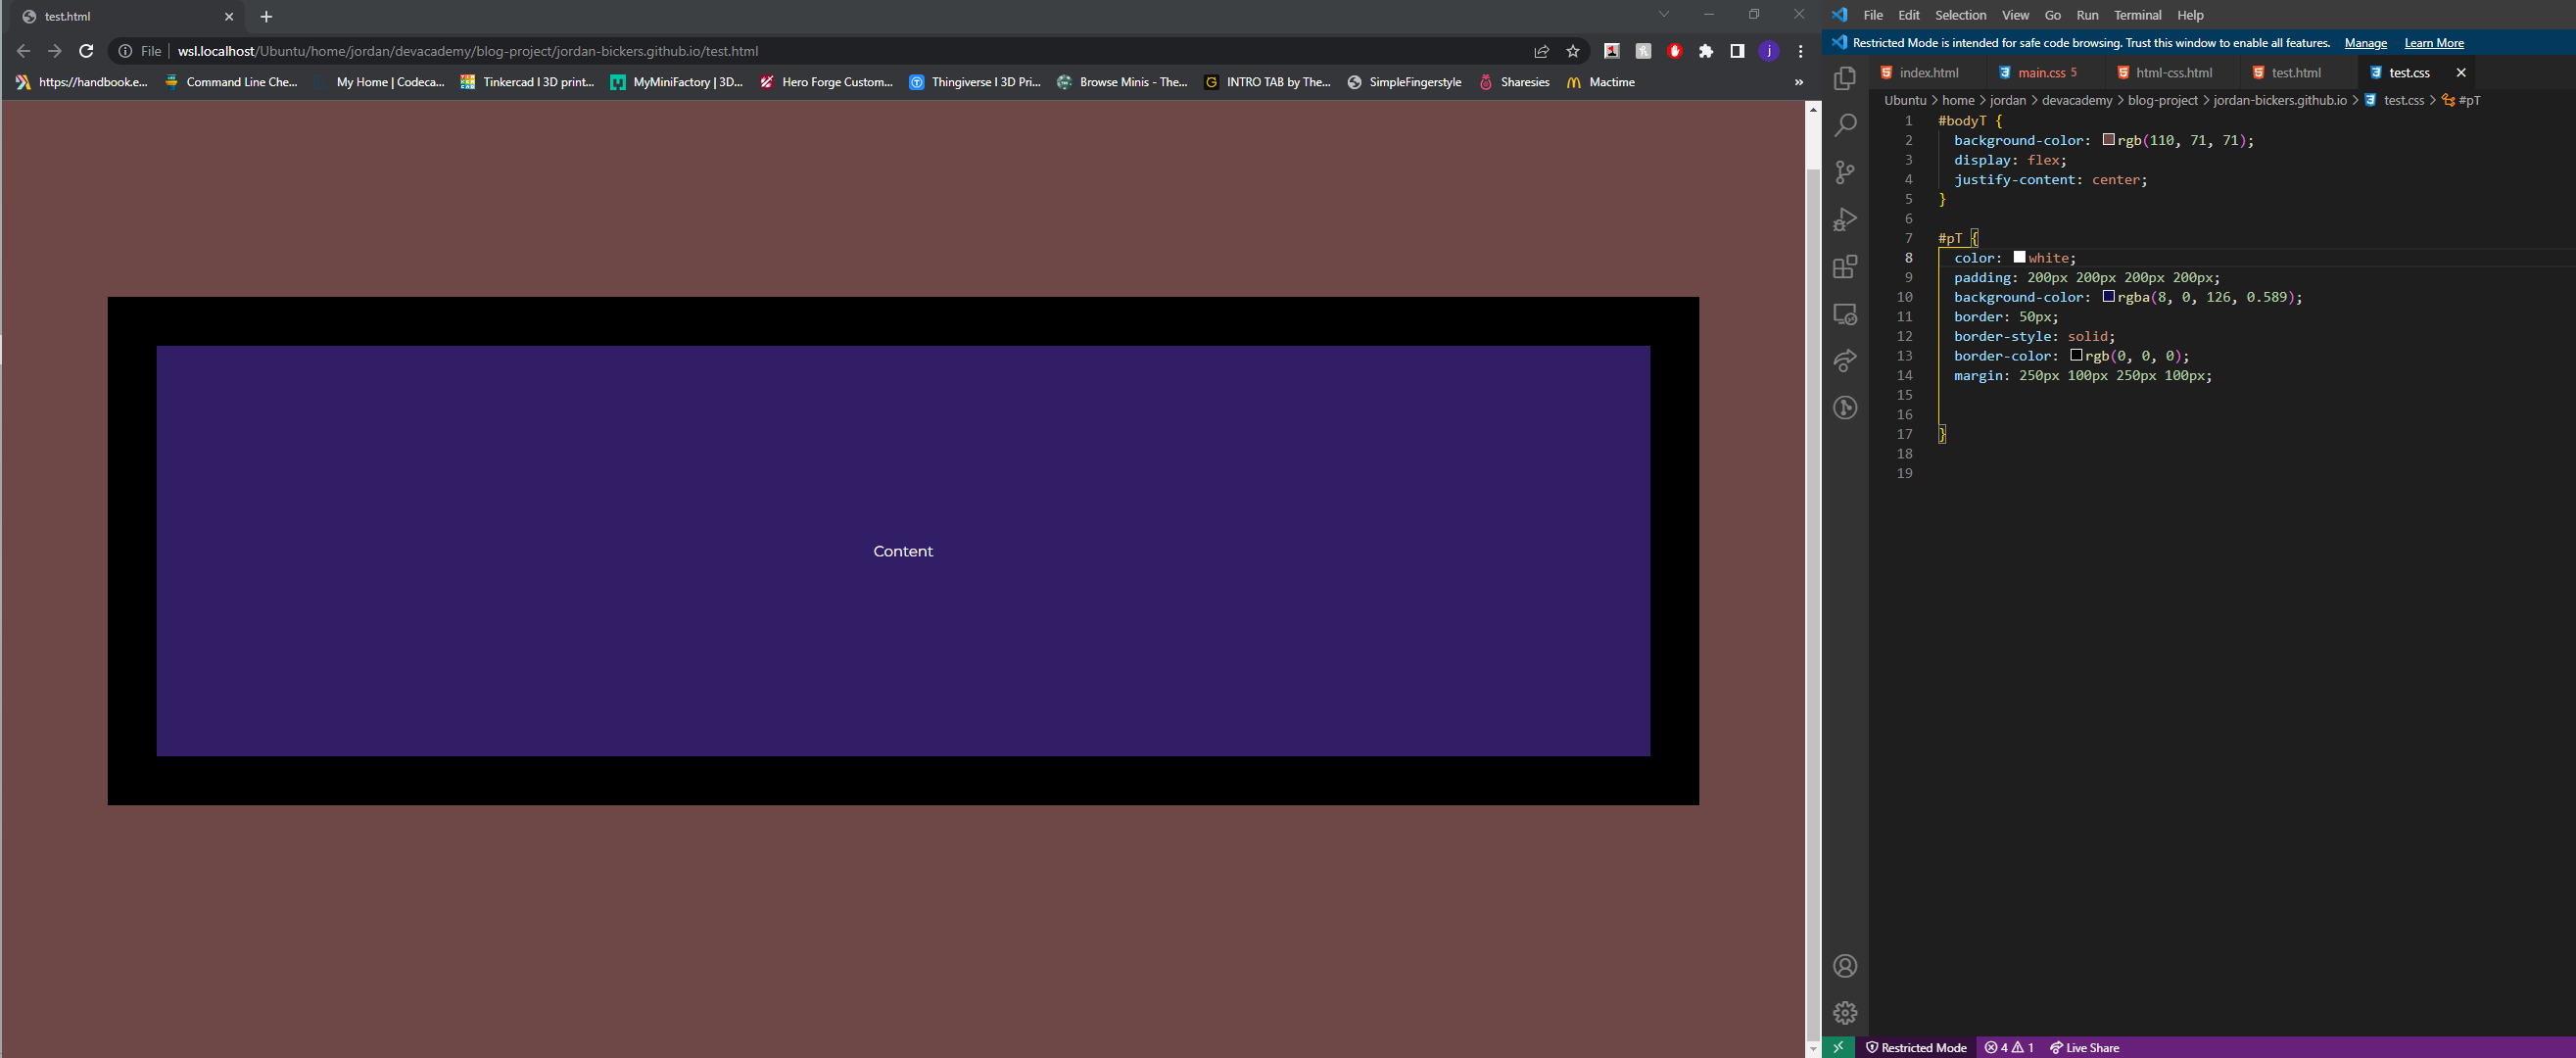 test.html
File wsl.localhost/Ubuntu/home/jordan/devacademy/blog-project/jordan-bickers.github.io/test.html
https://handbook.e... Command Line Che... My Home | Codeca... Tinkercad | 3D print... MyMiniFactory | 3D... Hero Forge Custom... Thingiverse | 3D Pri... Browse Minis - The... INTRO TAB by The... SimpleFingerstyle Sharesies Mactime »
Content
File Edit Selection View Go Run Terminal Help
Restricted Mode is intended for safe code browsing. Trust this window to enable all features. Manage Learn More
index.html main.css 5 html-css.html test.html test.css
Ubuntu > home > jordan > devacademy > blog-project > jordan-bickers.github.io > test.css > #pT
1 #bodyT {
2 background-color: rgb(110, 71, 71);
3 display: flex;
4 justify-content: center;
5 }
6
7 #pT {
8 color: white;
9 padding: 200px 200px 200px 200px;
10 background-color: rgba(8, 0, 126, 0.589);
11 border: 50px;
12 border-style: solid;
13 border-color: rgb(0, 0, 0);
14 margin: 250px 100px 250px 100px;
15
16
17 }
18
19
Restricted Mode 4 1 Live Share